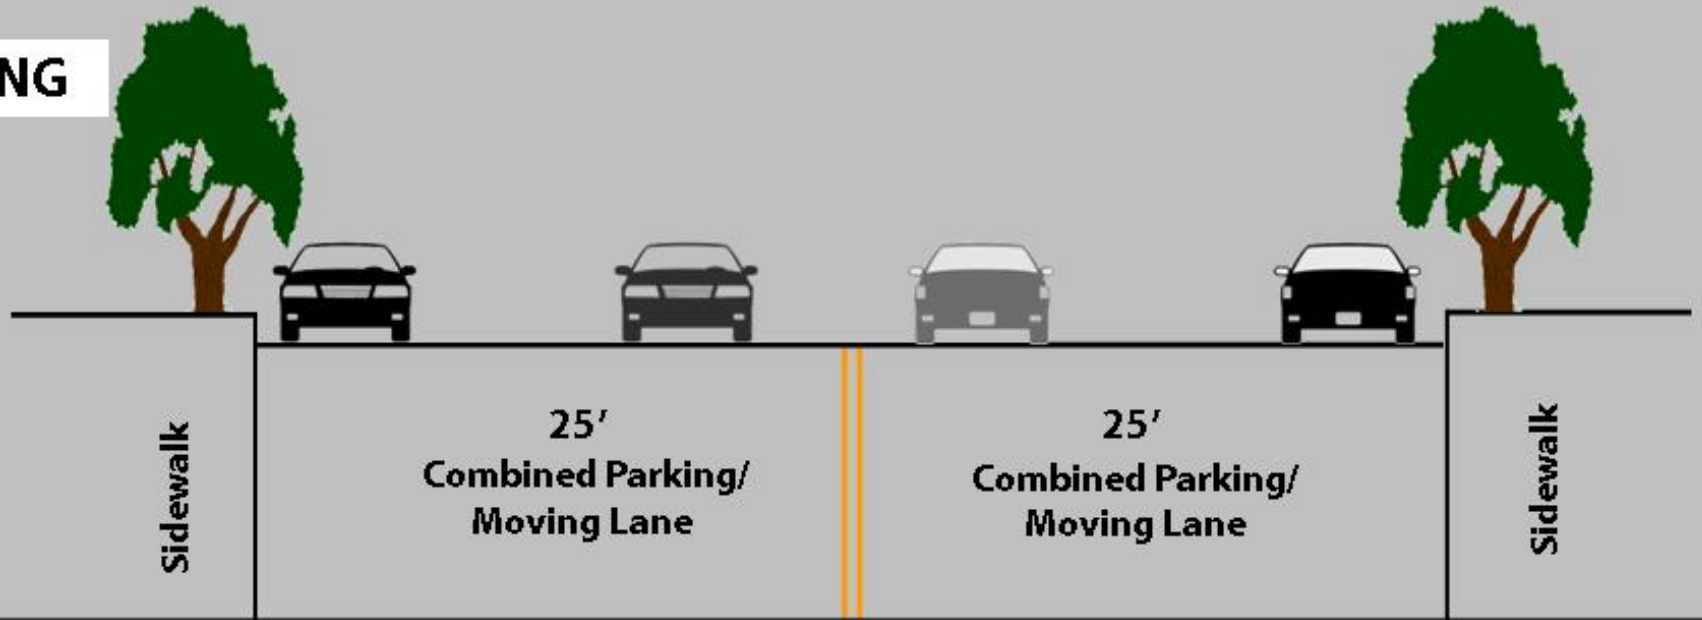 NG
25'
Combined Parking/
Moving Lane
25'
Combined Parking/
Moving Lane
Sidewalk
Sidewalk